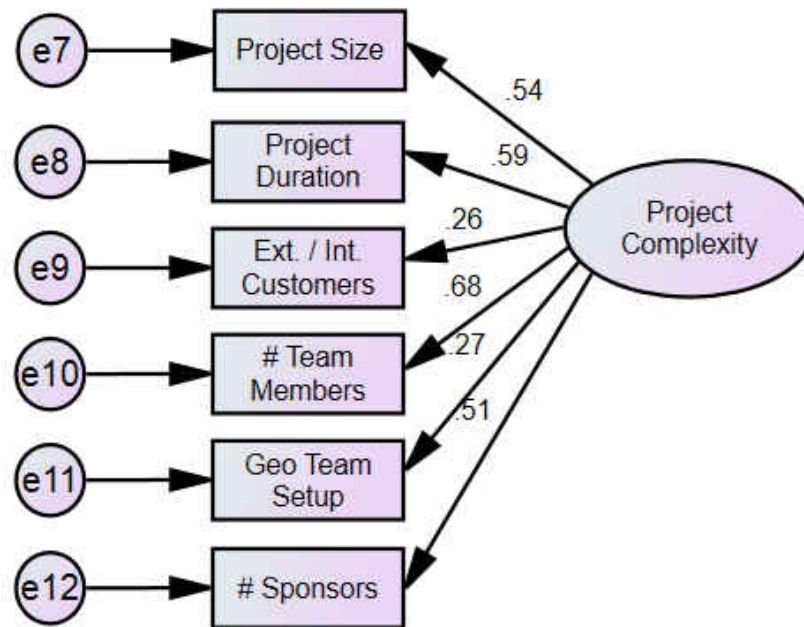 e7
Project Size
.54
e8
Project
Duration
.59
Project
Complexity
e9
Ext. / Int.
Customers
.26
e10
# Team
Members
.68
.27
e11
Geo Team
Setup
.51
e12
# Sponsors